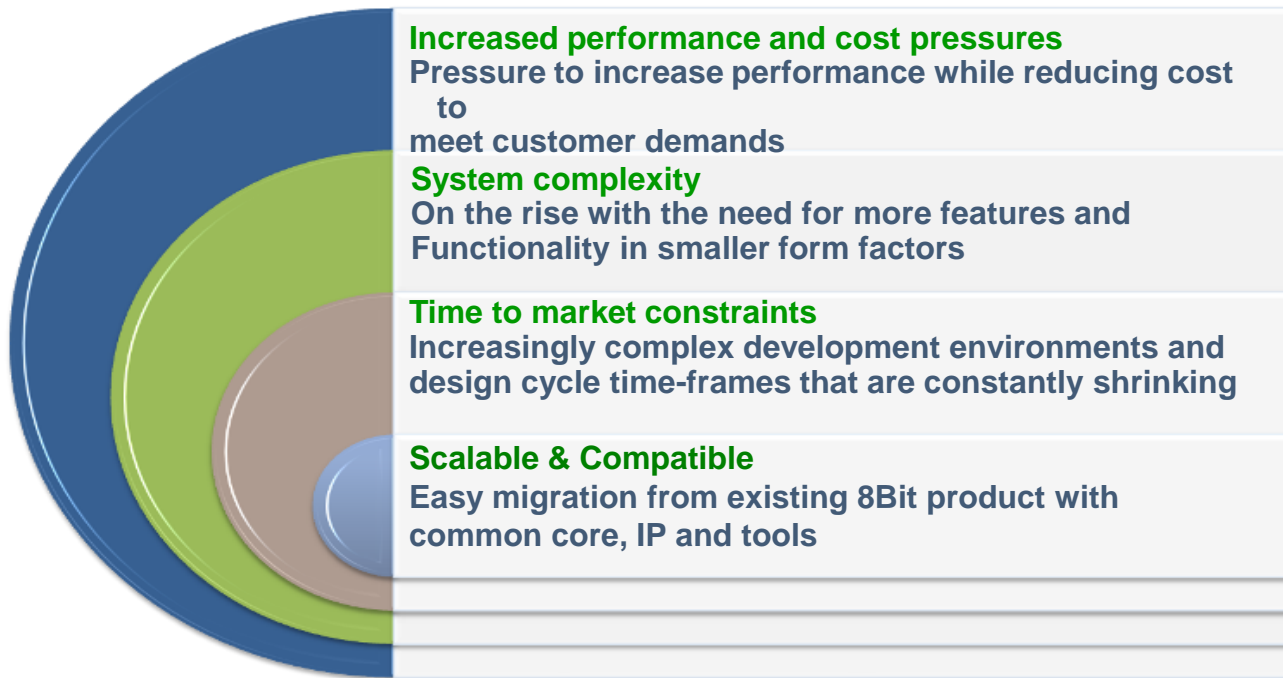 Increased performance and cost pressures
Pressure to increase performance while reducing cost
to
meet customer demands
System complexity
On the rise with the need for more features and
Functionality in smaller form factors
Time to market constraints
Increasingly complex development environments and
design cycle time-frames that are constantly shrinking
Scalable & Compatible
Easy migration from existing 8Bit product with
common core, IP and tools